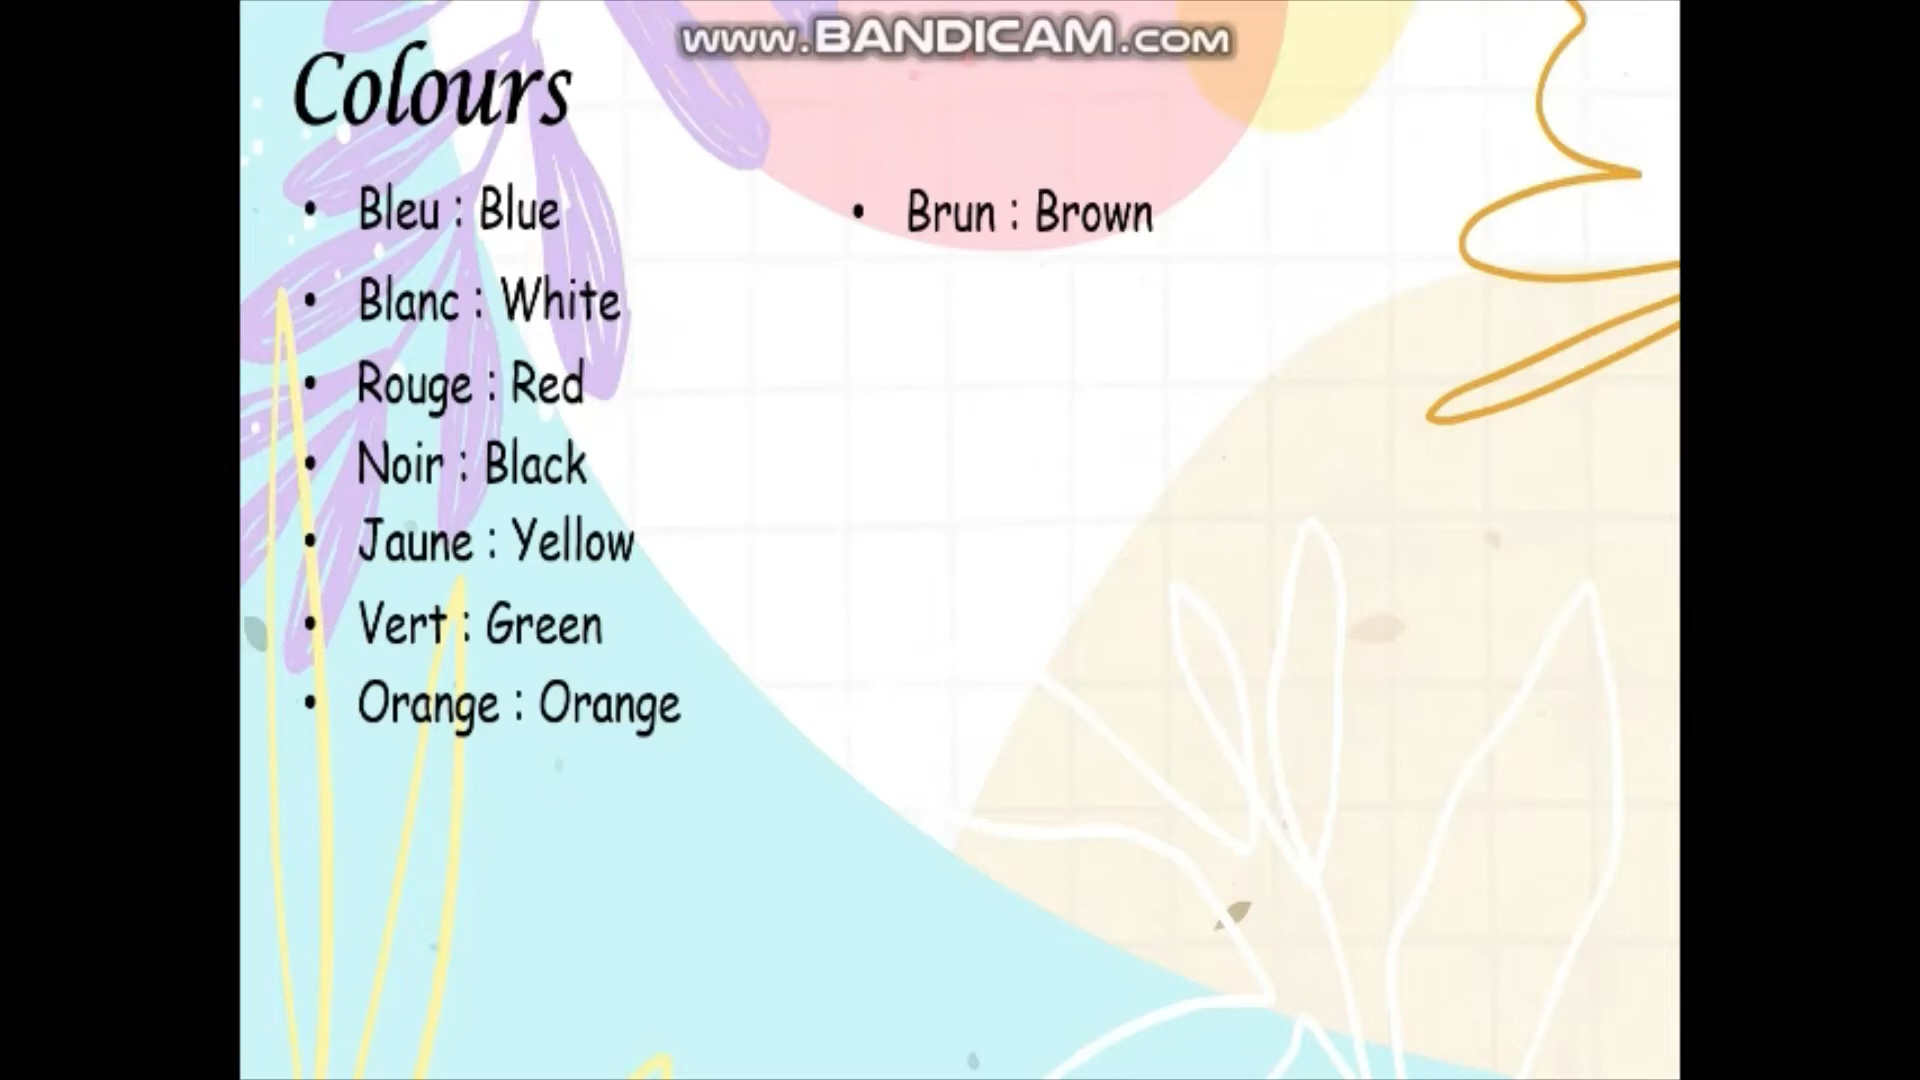 www.BANDICAM.com
Colours
• Bleu : Blue
• Blanc : White
• Rouge : Red
• Noir : Black
• Jaune : Yellow
• Vert : Green
• Orange : Orange
• Brun : Brown